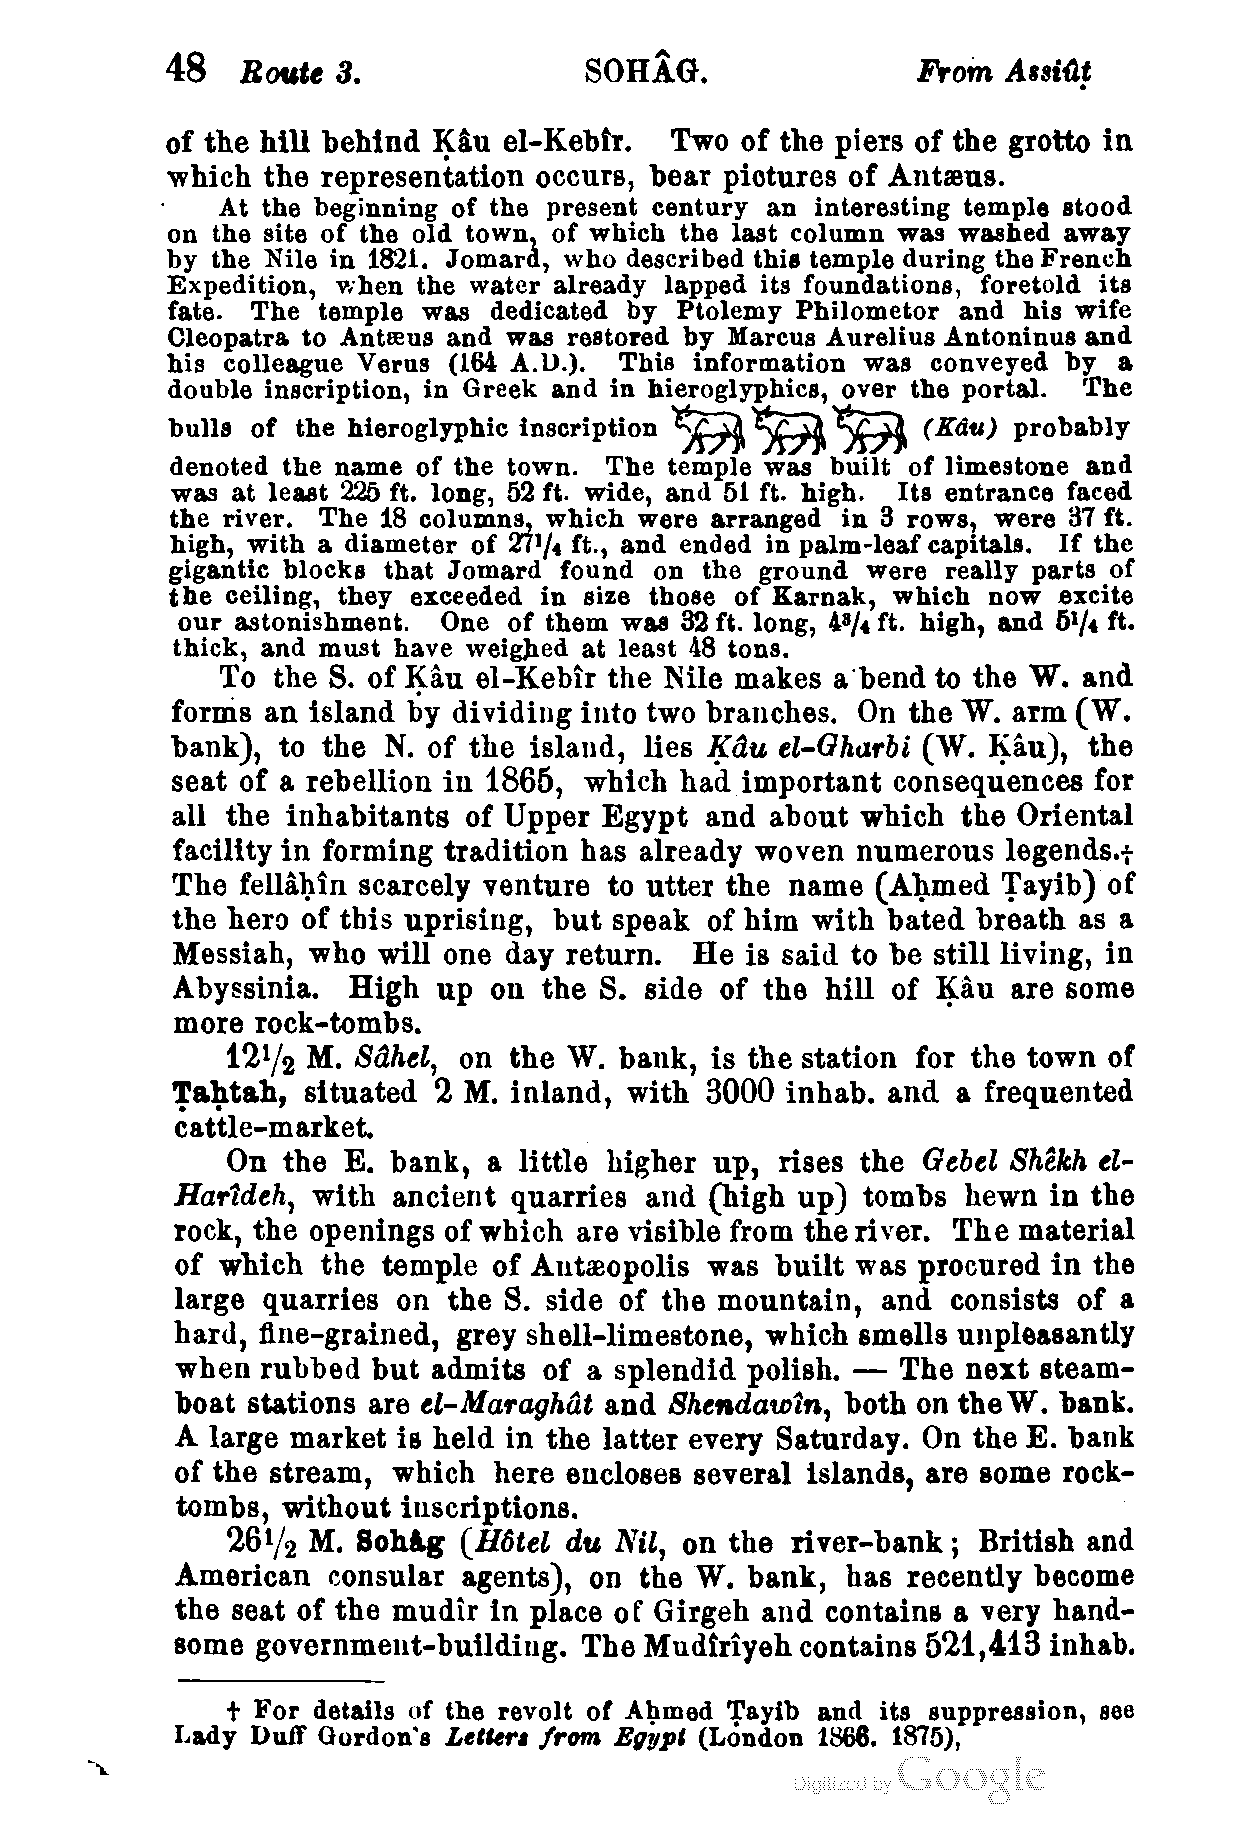 48 Route 3. SOHÂG. From Assiûṭ
of the hill behind Ḳâu el-Kebîr. Two of the piers of the grotto in
which the representation occurs, bear pictures of Antæus.
At the beginning of the present century an interesting temple stood
on the site of the old town, of which the last column was washed away
by the Nile in 1821. Jomard, who described this temple during the French
Expedition, when the water already lapped its foundations, foretold its
fate. The temple was dedicated by Ptolemy Philometor and his wife
Cleopatra to Antæus and was restored by Marcus Aurelius Antoninus and
his colleague Verus (164 A.D.). This information was conveyed by a
double inscription, in Greek and in hieroglyphics, over the portal. The
bulls of the hieroglyphic inscription (Kâu) probably
denoted the name of the town. The temple was built of limestone and
was at least 225 ft. long, 52 ft. wide, and 51 ft. high. Its entrance faced
the river. The 18 columns, which were arranged in 3 rows, were 37 ft.
high, with a diameter of 27¹/₄ ft., and ended in palm-leaf capitals. If the
gigantic blocks that Jomard found on the ground were really parts of
the ceiling, they exceeded in size those of Karnak, which now excite
our astonishment. One of them was 32 ft. long, 4³/₄ ft. high, and 5¹/₄ ft.
thick, and must have weighed at least 48 tons.
To the S. of Ḳâu el-Kebîr the Nile makes a bend to the W. and
forms an island by dividing into two branches. On the W. arm (W.
bank), to the N. of the island, lies Ḳâu el-Gharbi (W. Ḳâu), the
seat of a rebellion in 1865, which had important consequences for
all the inhabitants of Upper Egypt and about which the Oriental
facility in forming tradition has already woven numerous legends.†
The fellâḥîn scarcely venture to utter the name (Aḥmed Ṭayib) of
the hero of this uprising, but speak of him with bated breath as a
Messiah, who will one day return. He is said to be still living, in
Abyssinia. High up on the S. side of the hill of Ḳâu are some
more rock-tombs.
12¹/₂ M. Sâhel, on the W. bank, is the station for the town of
Ṭaḥtah, situated 2 M. inland, with 3000 inhab. and a frequented
cattle-market.
On the E. bank, a little higher up, rises the Gebel Shêkh el-
Harîdeh, with ancient quarries and (high up) tombs hewn in the
rock, the openings of which are visible from the river. The material
of which the temple of Antæopolis was built was procured in the
large quarries on the S. side of the mountain, and consists of a
hard, fine-grained, grey shell-limestone, which smells unpleasantly
when rubbed but admits of a splendid polish. — The next steam-
boat stations are el-Maraghât and Shendawîn, both on the W. bank.
A large market is held in the latter every Saturday. On the E. bank
of the stream, which here encloses several islands, are some rock-
tombs, without inscriptions.
26¹/₂ M. Sohâg (Hôtel du Nil, on the river-bank; British and
American consular agents), on the W. bank, has recently become
the seat of the mudîr in place of Girgeh and contains a very hand-
some government-building. The Mudîrîyeh contains 521,413 inhab.
† For details of the revolt of Aḥmed Ṭayib and its suppression, see
Lady Duff Gordon's Letters from Egypt (London 1866. 1875),
Digitized by Google